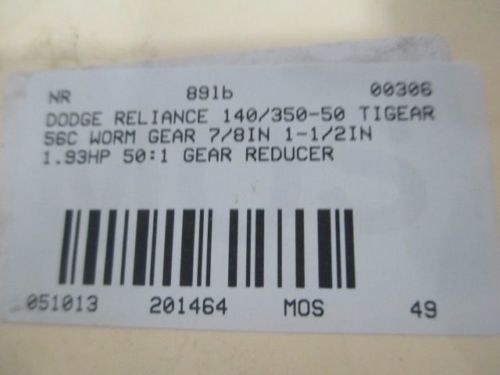 NR 891b 00306
DODGE RELIANCE 140/350-50 TIGEAR
56C WORM GEAR 7/8IN 1-1/2IN
1.93HP 50:1 GEAR REDUCER
051013 201464 MOS 49